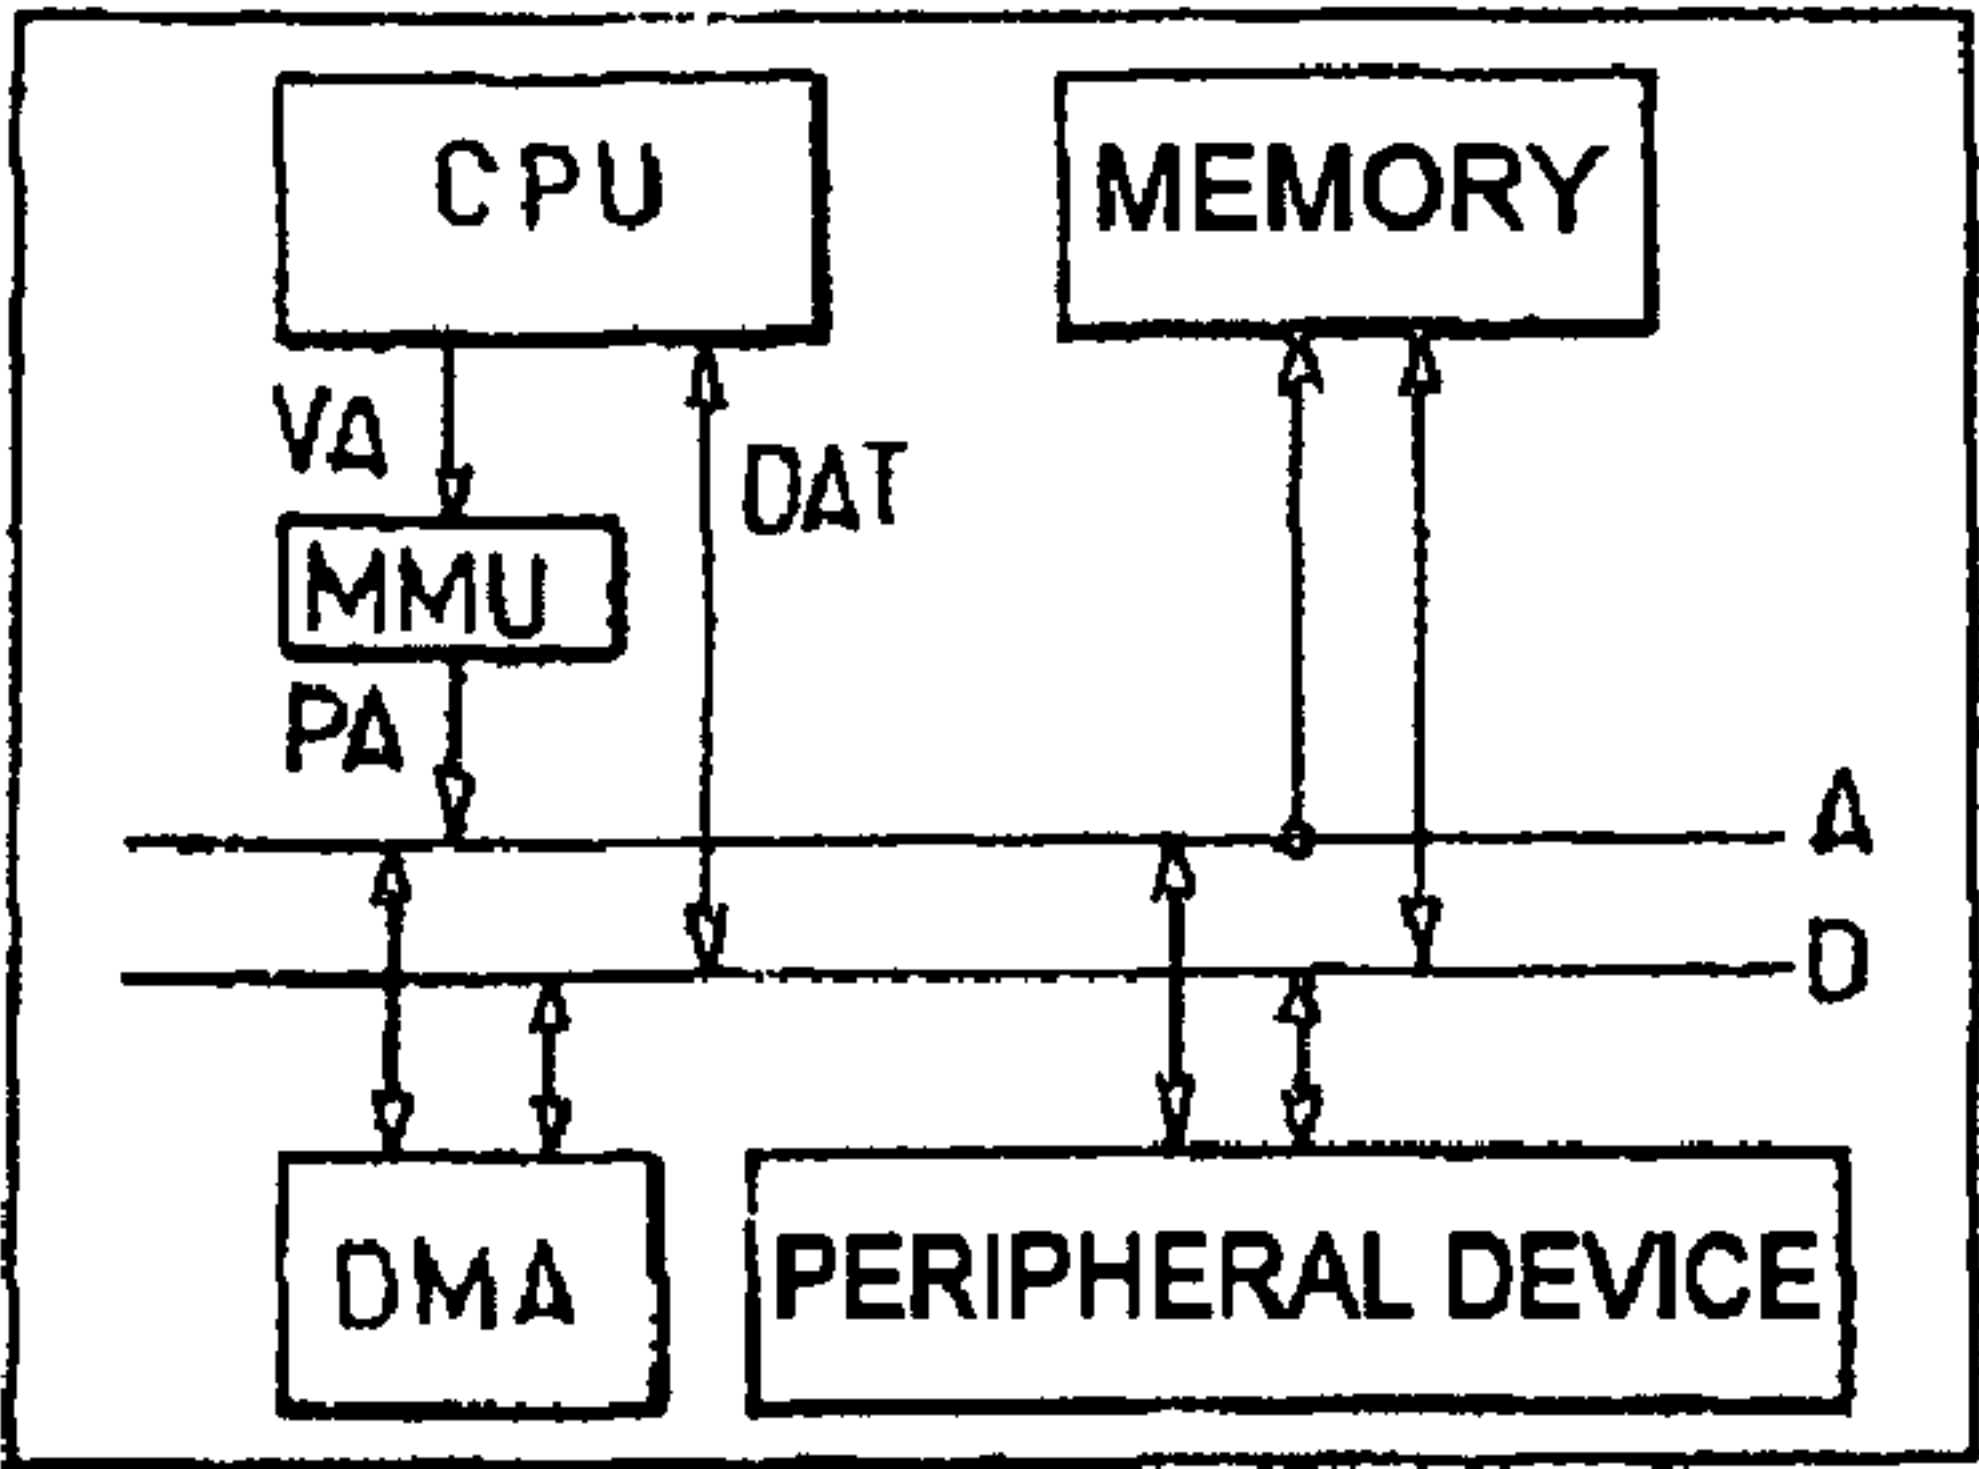 CPU
MEMORY
VA
DAT
MMU
PA
A
D
DMA
PERIPHERAL DEVICE